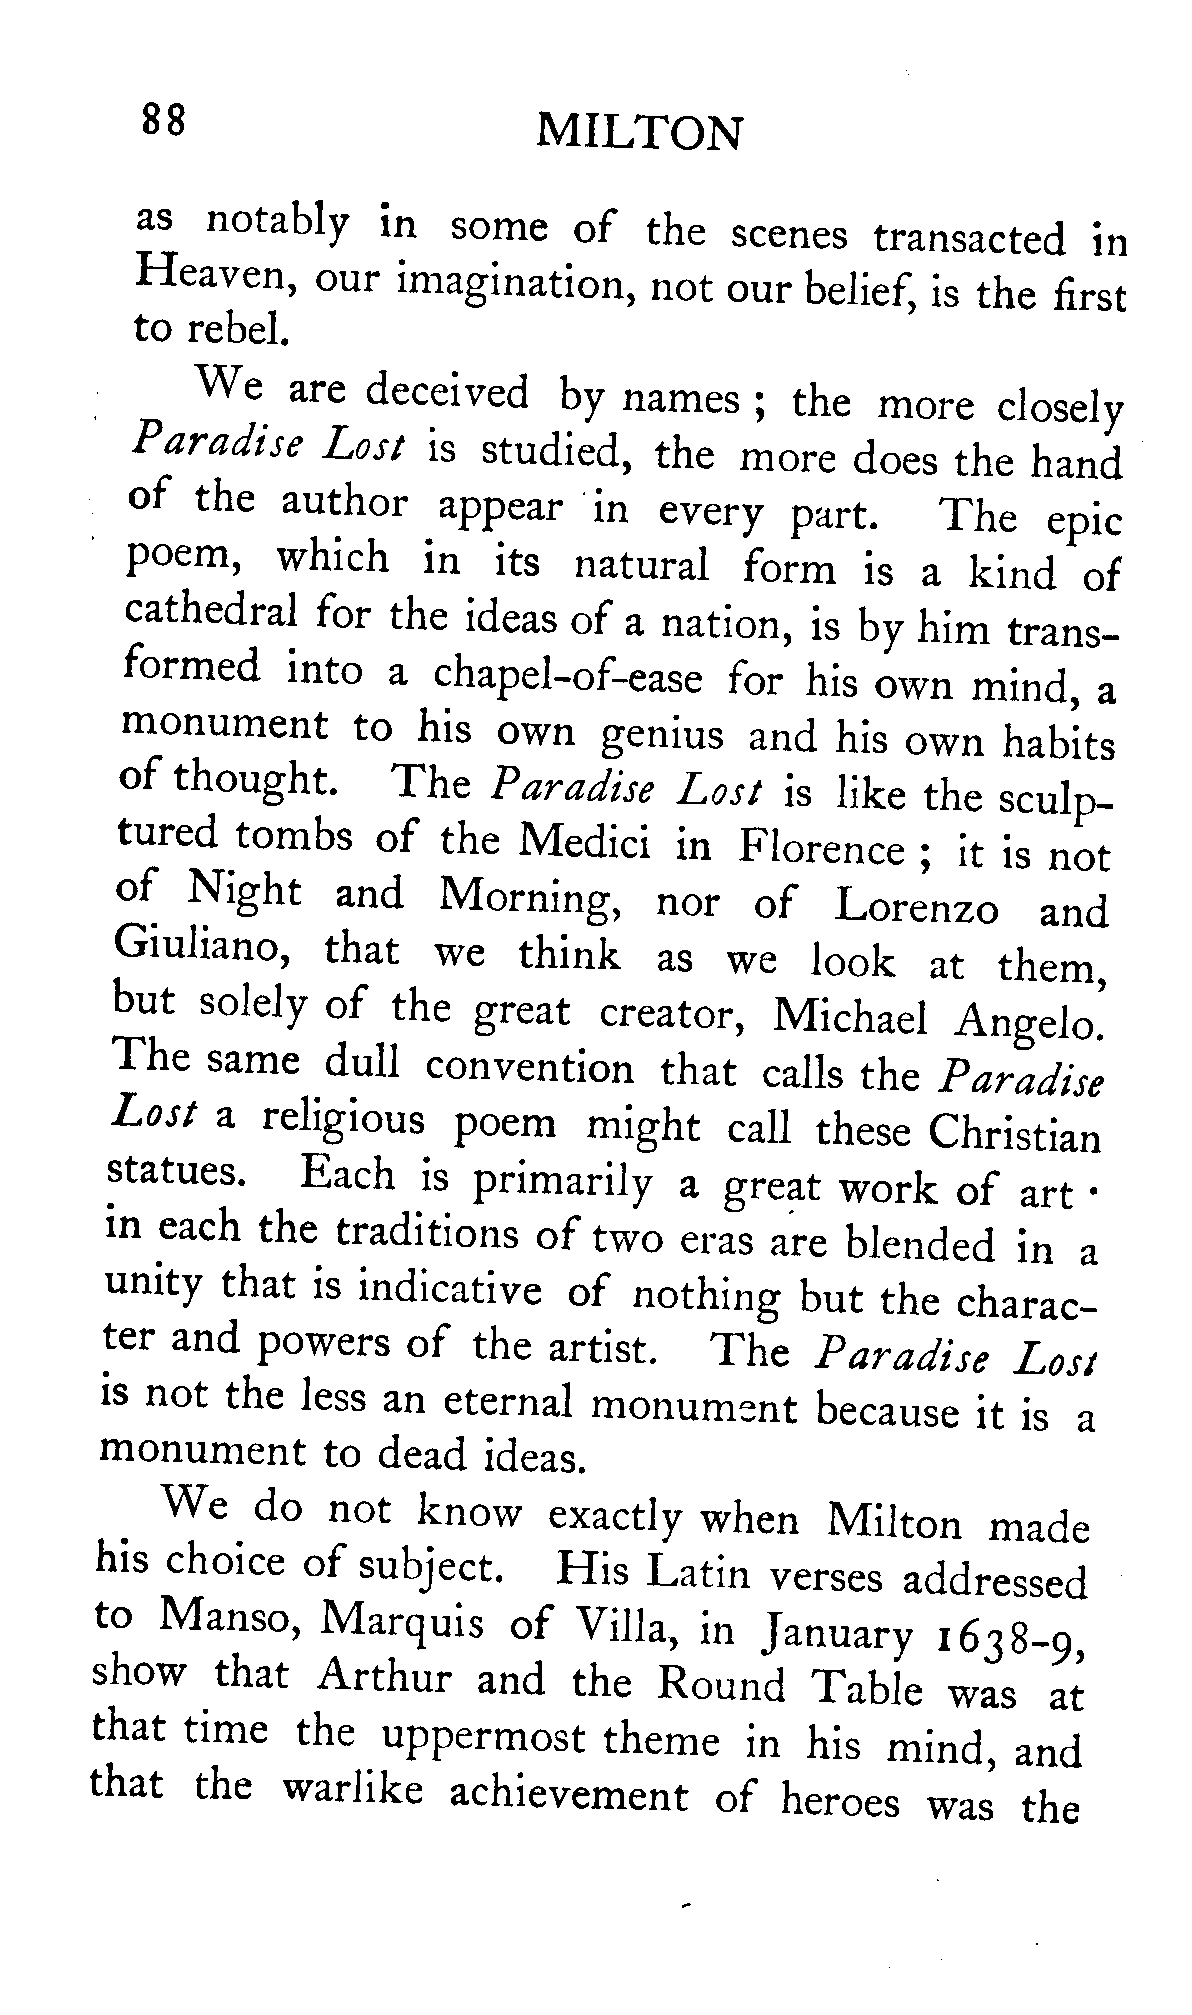 88
MILTON
as notably in some of the scenes transacted in
Heaven, our imagination, not our belief, is the first
to rebel.
We are deceived by names ; the more closely
Paradise Lost is studied, the more does the hand
of the author appear in every part. The epic
poem, which in its natural form is a kind of
cathedral for the ideas of a nation, is by him trans-
formed into a chapel-of-ease for his own mind, a
monument to his own genius and his own habits
of thought. The Paradise Lost is like the sculp-
tured tombs of the Medici in Florence ; it is not
of Night and Morning, nor of Lorenzo and
Giuliano, that we think as we look at them,
but solely of the great creator, Michael Angelo.
The same dull convention that calls the Paradise
Lost a religious poem might call these Christian
statues. Each is primarily a great work of art ·
in each the traditions of two eras are blended in a
unity that is indicative of nothing but the charac-
ter and powers of the artist. The Paradise Lost
is not the less an eternal monument because it is a
monument to dead ideas.
We do not know exactly when Milton made
his choice of subject. His Latin verses addressed
to Manso, Marquis of Villa, in January 1638-9,
show that Arthur and the Round Table was at
that time the uppermost theme in his mind, and
that the warlike achievement of heroes was the